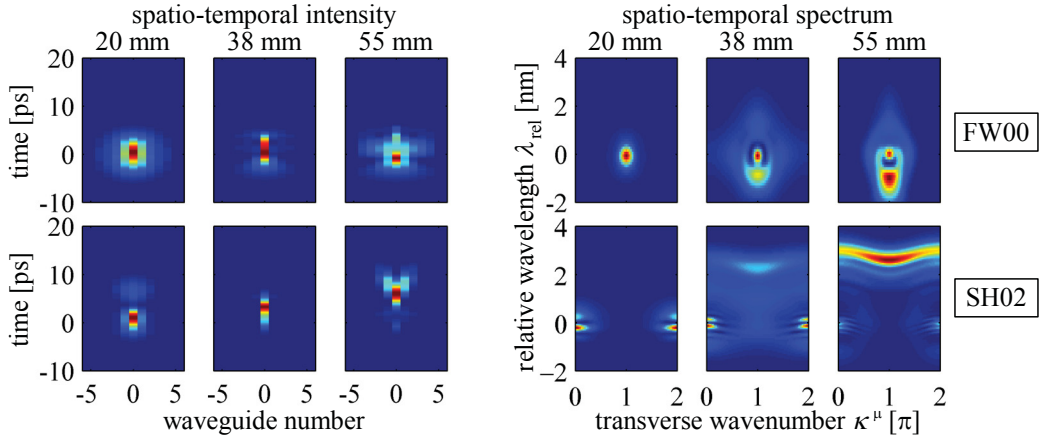 spatio-temporal intensity
spatio-temporal spectrum
20 mm 38 mm 55 mm
20 mm 38 mm 55 mm
time [ps]
20
10
0
-10
relative wavelength λrel [nm]
4
2
0
-2
FW00
time [ps]
20
10
0
-10
4
2
0
−2
SH02
-5 0 5 -5 0 5 -5 0 5
0 1 2 0 1 2 0 1 2
waveguide number
transverse wavenumber κ^μ [π]